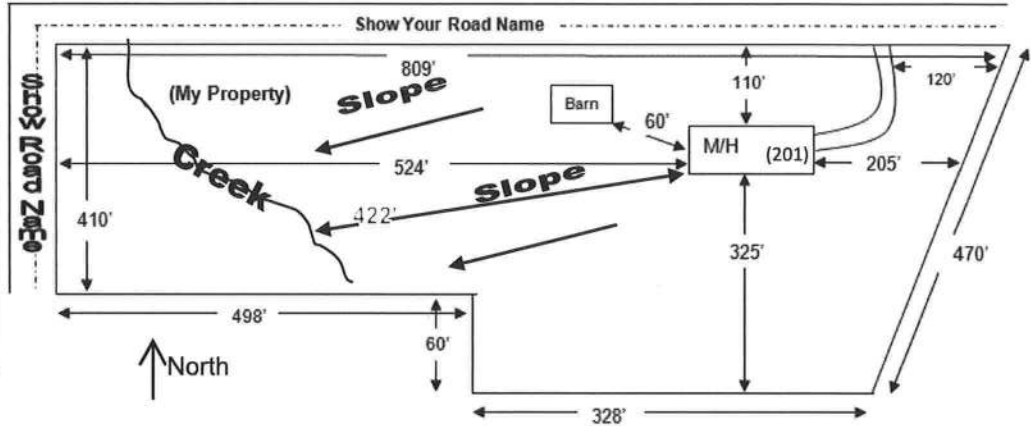 Show Your Road Name
Show Road Name
809'
(My Property)
Slope
Barn
60'
110'
120'
M/H
(201)
205'
524'
Creek
Slope
422'
410'
325'
470'
498'
60'
North
328'